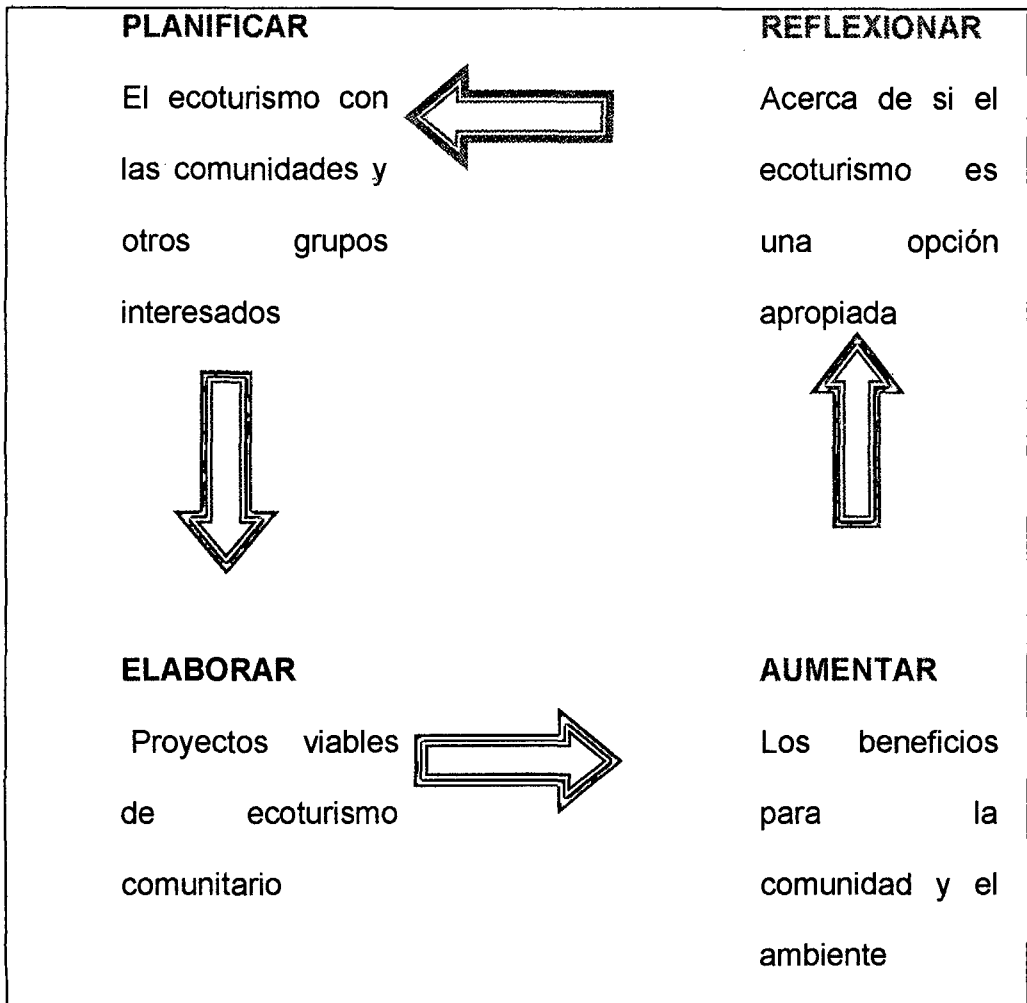 PLANIFICAR
El ecoturismo con
las comunidades y
otros grupos
interesados
REFLEXIONAR
Acerca de si el
ecoturismo es
una opción
apropiada
ELABORAR
Proyectos viables
de ecoturismo
comunitario
AUMENTAR
Los beneficios
para la
comunidad y el
ambiente